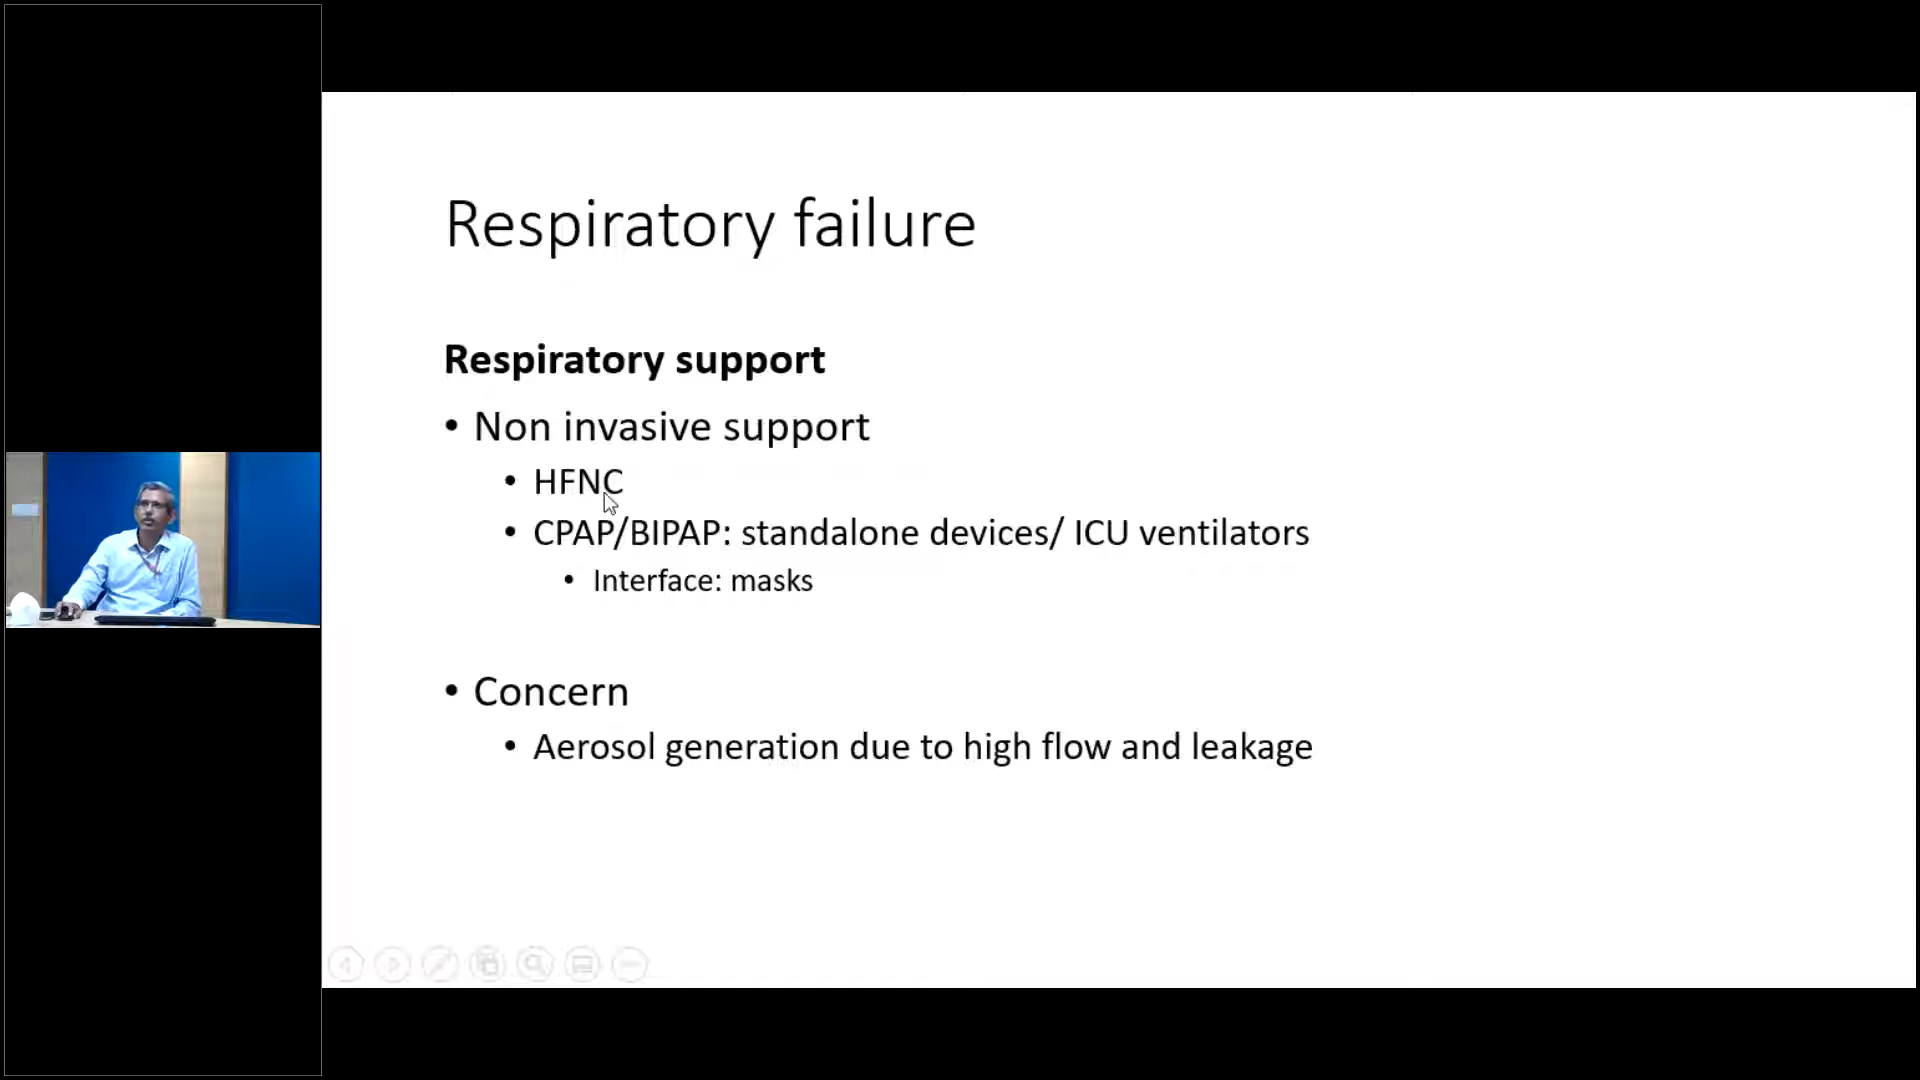 Respiratory failure
Respiratory support
• Non invasive support
• HFNC
• CPAP/BIPAP: standalone devices/ ICU ventilators
• Interface: masks
• Concern
• Aerosol generation due to high flow and leakage